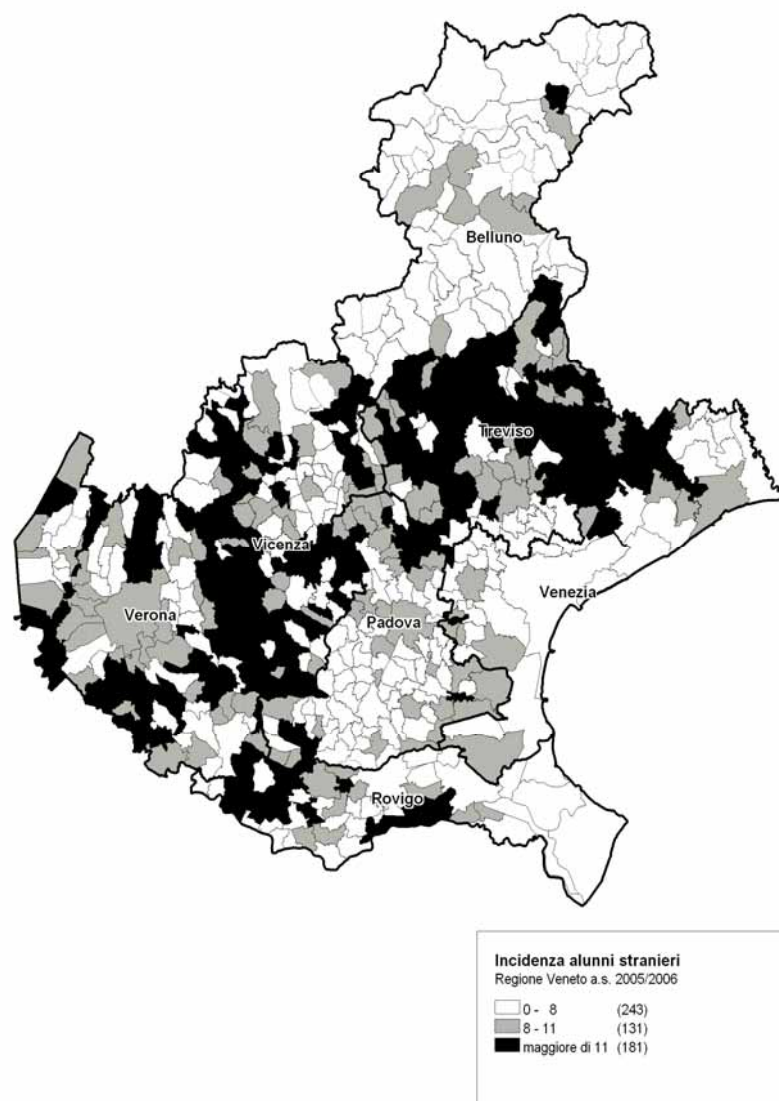 Belluno
Treviso
Vicenza
Venezia
Verona
Padova
Rovigo
Incidenza alunni stranieri
Regione Veneto a.s. 2005/2006
0 - 8 (243)
8 - 11 (131)
maggiore di 11 (181)